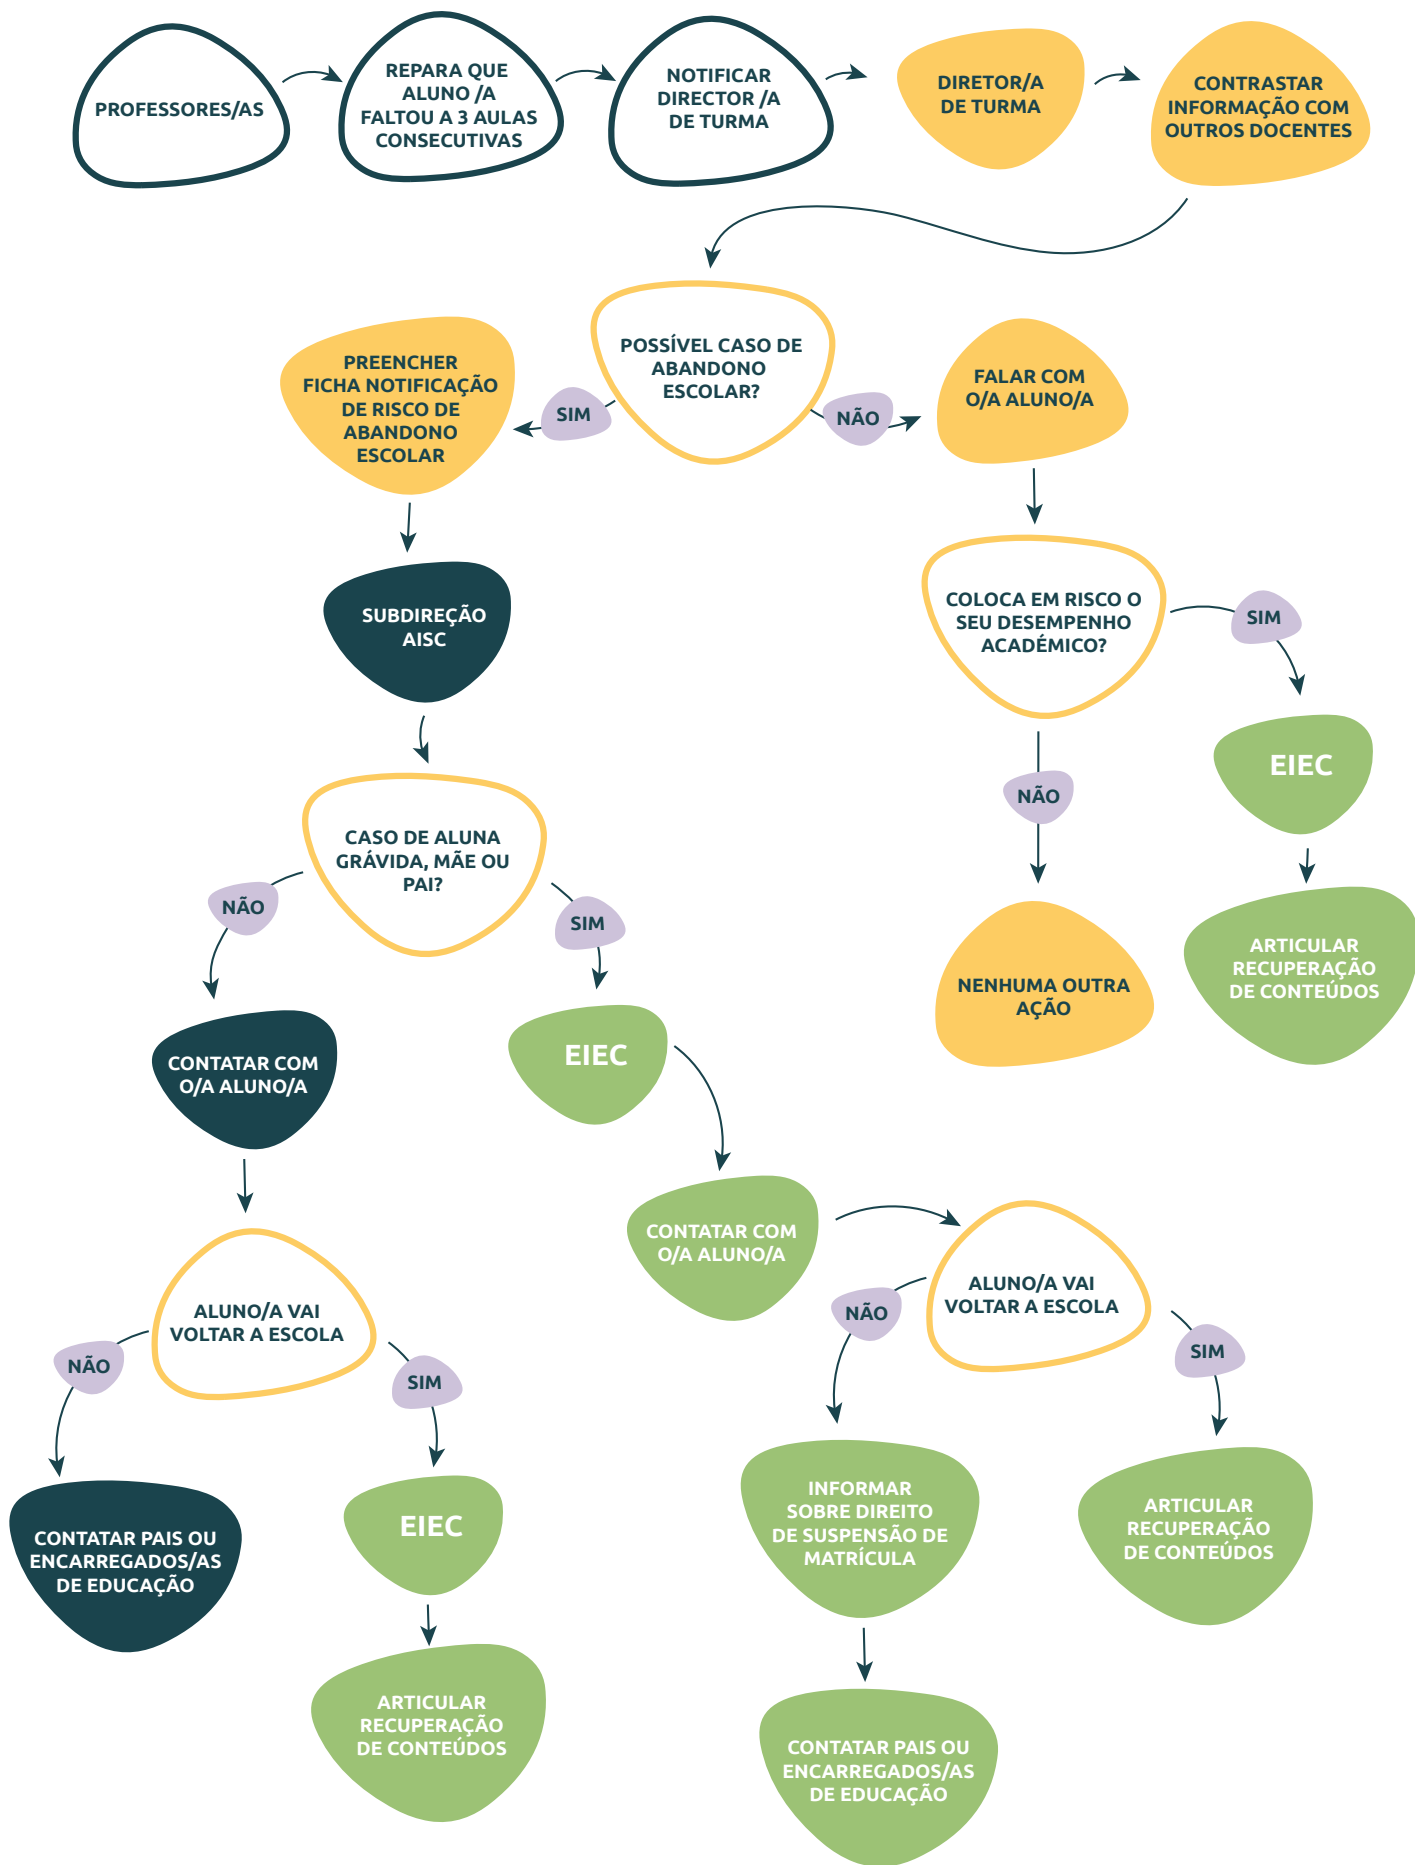 PROFESSORES/AS
REPARA QUE
ALUNO /A
FALTOU A 3 AULAS
CONSECUTIVAS
NOTIFICAR
DIRECTOR /A
DE TURMA
DIRETOR/A
DE TURMA
CONTRASTAR
INFORMAÇÃO COM
OUTROS DOCENTES
POSSÍVEL CASO DE
ABANDONO
ESCOLAR?
SIM
NÃO
PREENCHER
FICHA NOTIFICAÇÃO
DE RISCO DE
ABANDONO
ESCOLAR
FALAR COM
O/A ALUNO/A
SUBDIREÇÃO
AISC
COLOCA EM RISCO O
SEU DESEMPENHO
ACADÉMICO?
SIM
NÃO
EIEC
ARTICULAR
RECUPERAÇÃO
DE CONTEÚDOS
NENHUMA OUTRA
AÇÃO
CASO DE ALUNA
GRÁVIDA, MÃE OU
PAI?
NÃO
SIM
CONTATAR COM
O/A ALUNO/A
EIEC
CONTATAR COM
O/A ALUNO/A
ALUNO/A VAI
VOLTAR A ESCOLA
NÃO
SIM
ALUNO/A VAI
VOLTAR A ESCOLA
NÃO
SIM
CONTATAR PAIS OU
ENCARREGADOS/AS
DE EDUCAÇÃO
EIEC
ARTICULAR
RECUPERAÇÃO
DE CONTEÚDOS
INFORMAR
SOBRE DIREITO
DE SUSPENSÃO DE
MATRÍCULA
ARTICULAR
RECUPERAÇÃO
DE CONTEÚDOS
CONTATAR PAIS OU
ENCARREGADOS/AS
DE EDUCAÇÃO